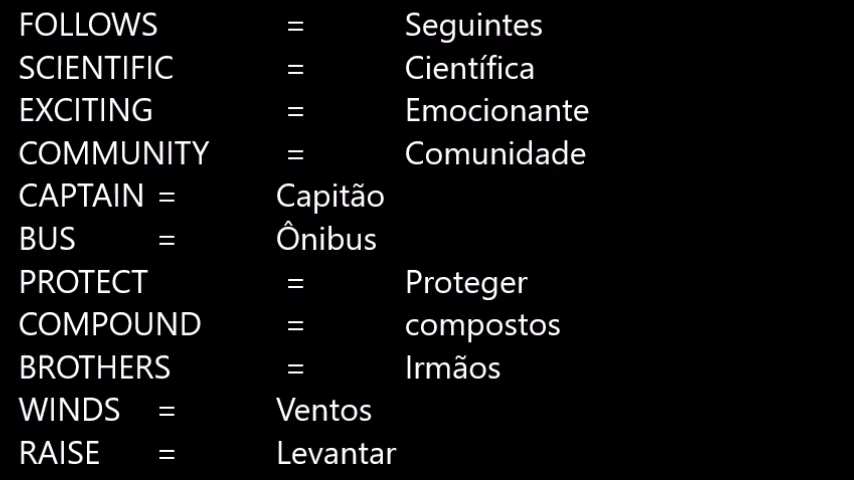 FOLLOWS = Seguintes
SCIENTIFIC = Científica
EXCITING = Emocionante
COMMUNITY = Comunidade
CAPTAIN = Capitão
BUS = Ônibus
PROTECT = Proteger
COMPOUND = compostos
BROTHERS = Irmãos
WINDS = Ventos
RAISE = Levantar